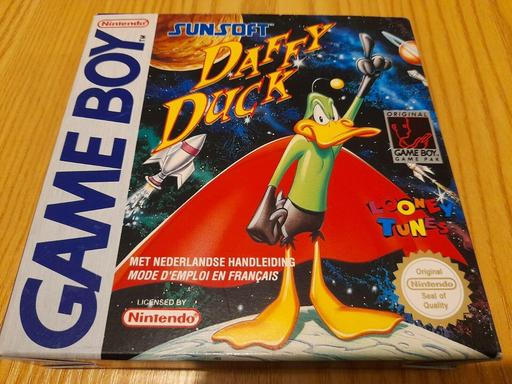 Nintendo
GAME BOY
TM
SUNSOFT
DAFFY
DUCK
ORIGINAL
GAME BOY
GAME PAK
LOONEY
TUNES
MET NEDERLANDSE HANDLEIDING
MODE D'EMPLOI EN FRANÇAIS
LICENSED BY
Nintendo
Original
Nintendo
Seal of
Quality